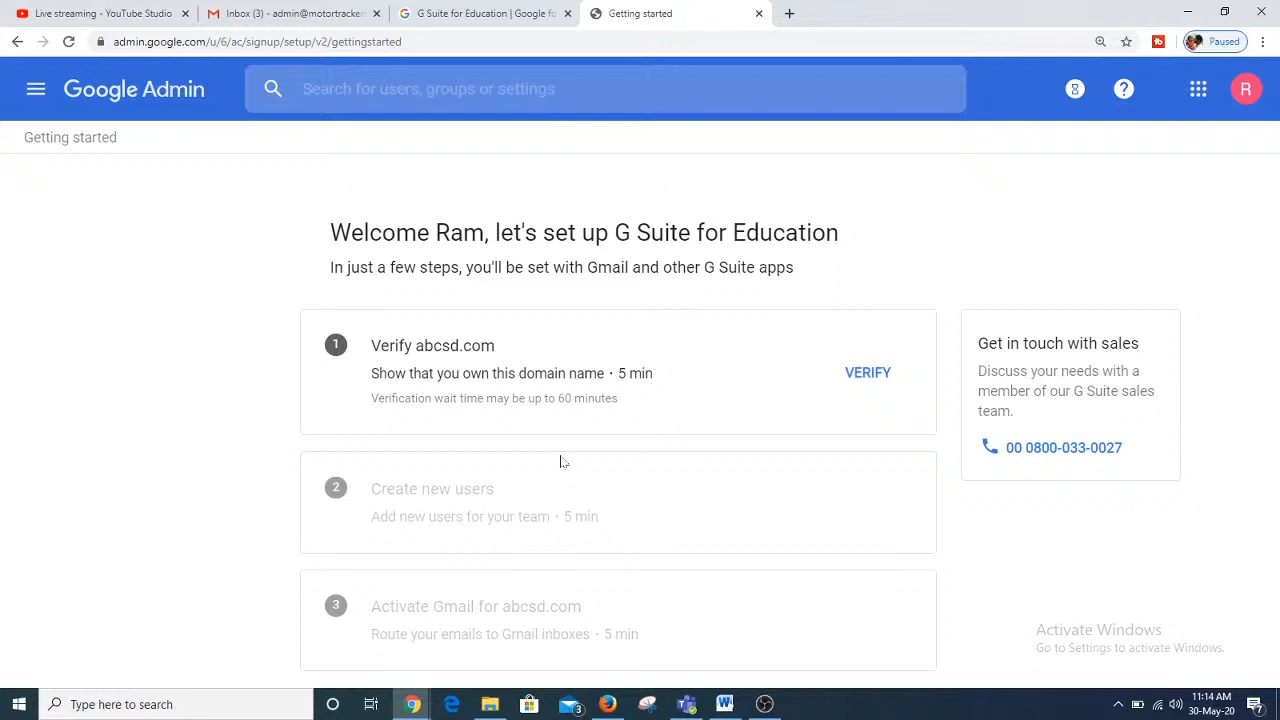 Live streaming - YouTube Studio
Inbox (3) - admin@motortracker
G Suite for Education | Google fo
Getting started
admin.google.com/u/6/ac/signup/setup/v2/gettingstarted
Paused
Google Admin
Search for users, groups or settings
R
Getting started
Welcome Ram, let's set up G Suite for Education
In just a few steps, you'll be set with Gmail and other G Suite apps
1
Verify abcsd.com
Show that you own this domain name · 5 min
VERIFY
Verification wait time may be up to 60 minutes
Get in touch with sales
Discuss your needs with a
member of our G Suite sales
team.
00 0800-033-0027
2
Create new users
Add new users for your team · 5 min
3
Activate Gmail for abcsd.com
Route your emails to Gmail inboxes · 5 min
Activate Windows
Go to Settings to activate Windows.
Type here to search
3
11:14 AM
30-May-20
7